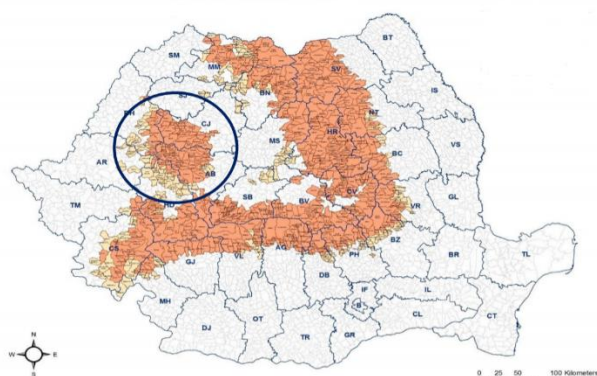 BT
SM
MM
SV
BN
IS
SJ
BH
CJ
NT
HR
MS
BC
VS
AR
AB
CV
TM
HD
SB
BV
VR
GL
CS
BZ
GJ
VL
AG
PH
DB
BR
TL
MH
IF
IL
B
OT
CL
CT
DJ
TR
GR
N
W
E
S
0 25 50 100 Kilometers